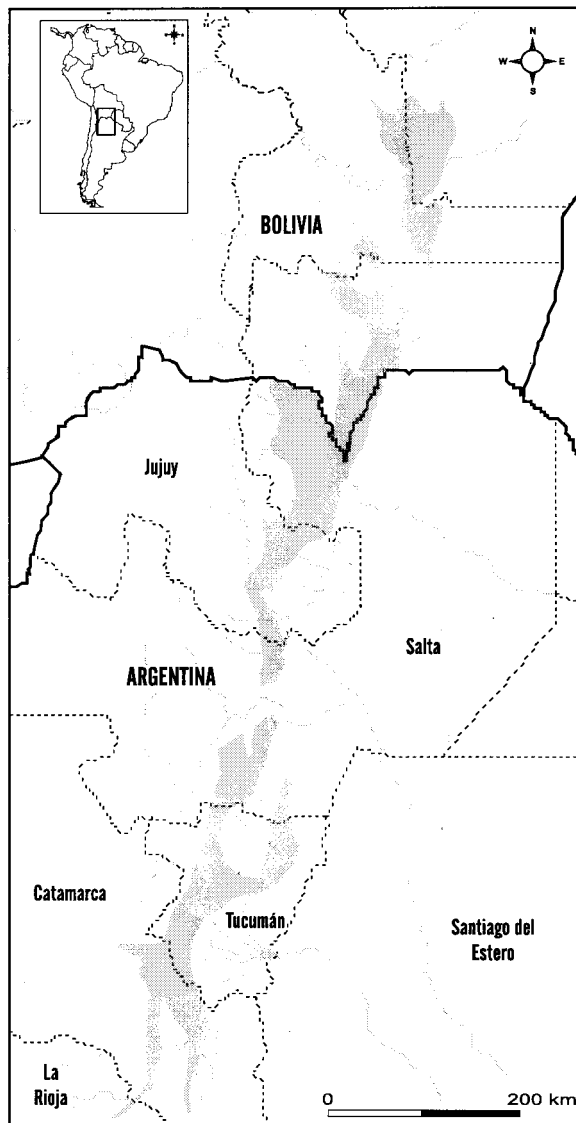 N
W E
S
BOLIVIA
Jujuy
Salta
ARGENTINA
Catamarca
Tucumán
Santiago del
Estero
La
Rioja
0 200 km